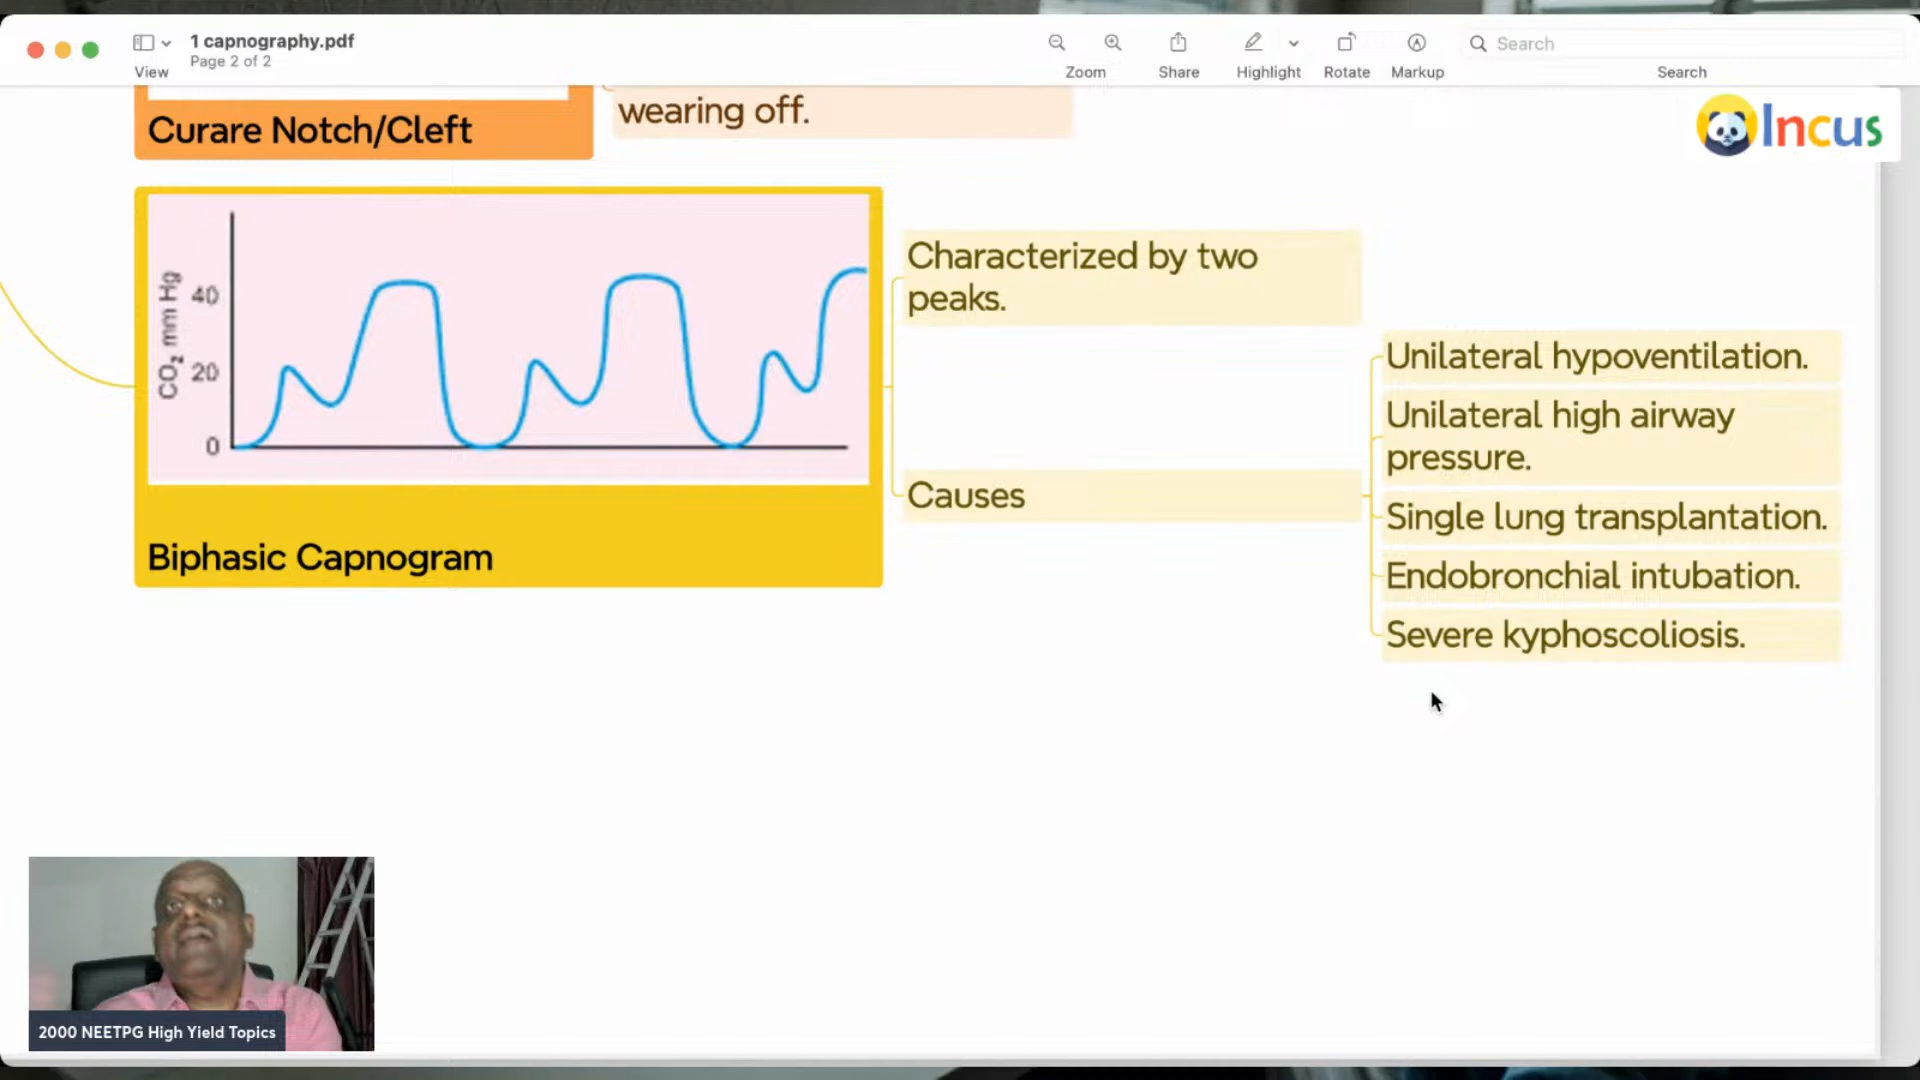 1 capnography.pdf
Page 2 of 2
View
Zoom
Share
Highlight
Rotate
Markup
Search
Search
Incus
wearing off.
Curare Notch/Cleft
CO2 mm Hg
40
20
0
Biphasic Capnogram
Characterized by two
peaks.
Causes
Unilateral hypoventilation.
Unilateral high airway
pressure.
Single lung transplantation.
Endobronchial intubation.
Severe kyphoscoliosis.
2000 NEETPG High Yield Topics